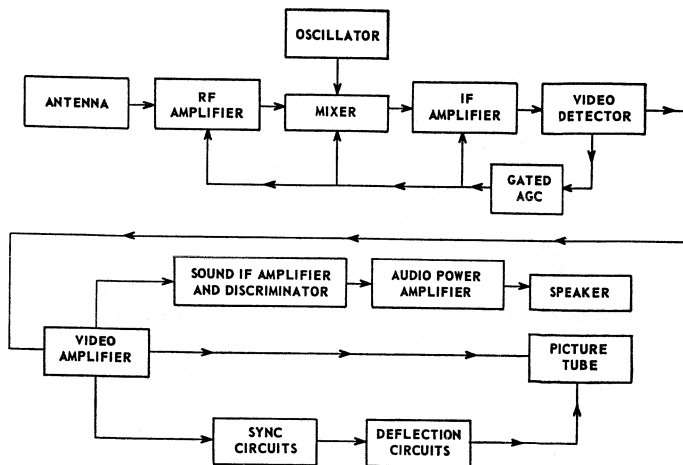 OSCILLATOR
ANTENNA
RF
AMPLIFIER
MIXER
IF
AMPLIFIER
VIDEO
DETECTOR
GATED
AGC
SOUND IF AMPLIFIER
AND DISCRIMINATOR
AUDIO POWER
AMPLIFIER
SPEAKER
VIDEO
AMPLIFIER
PICTURE
TUBE
SYNC
CIRCUITS
DEFLECTION
CIRCUITS